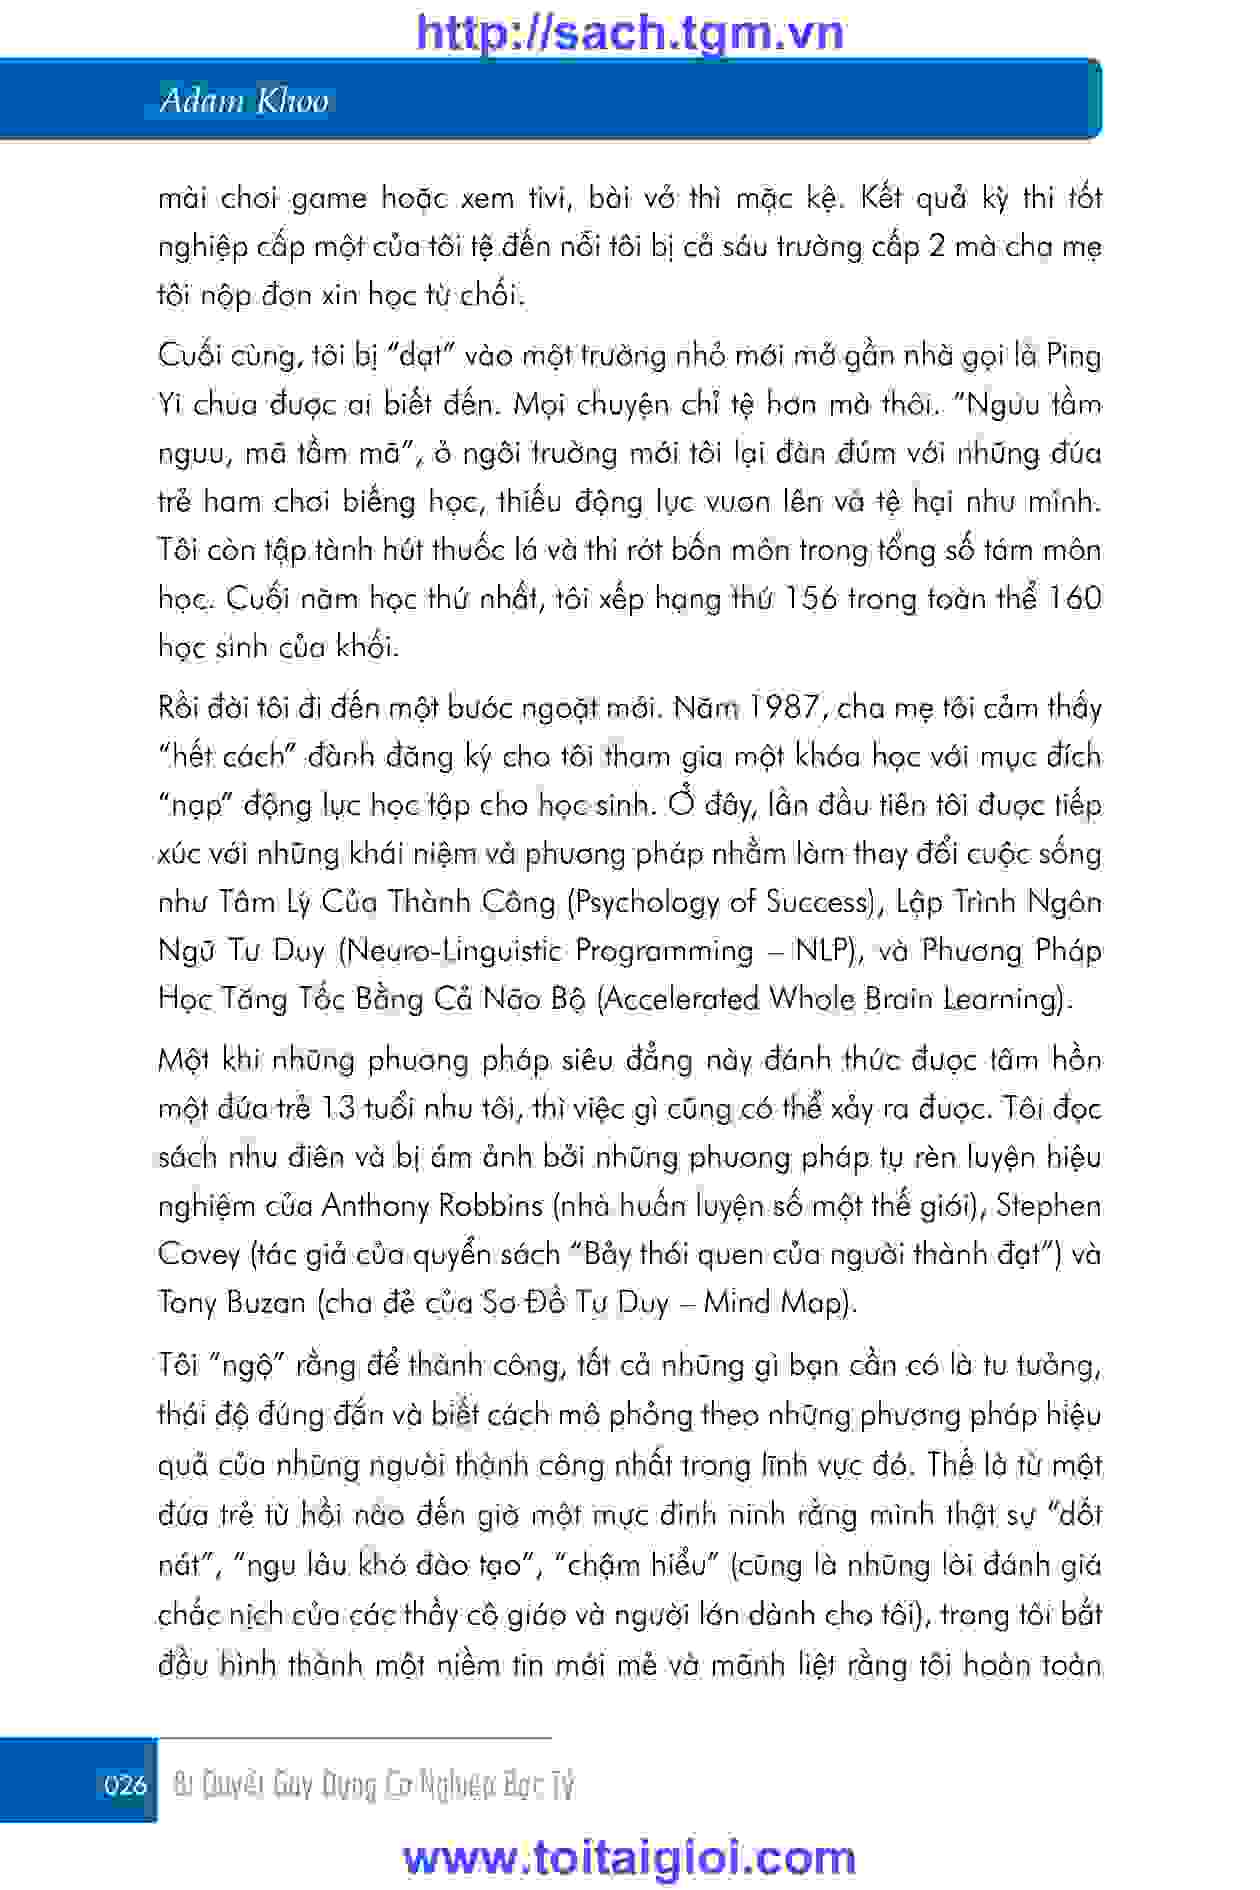 http://sach.tgm.vn
Adam Khoo
mài chơi game hoặc xem tivi, bài vở thì mặc kệ. Kết quả kỳ thi tốt
nghiệp cấp một của tôi tệ đến nỗi tôi bị cả sáu trường cấp 2 mà cha mẹ
tôi nộp đơn xin học từ chối.
Cuối cùng, tôi bị “dạt” vào một trường nhỏ mới mở gần nhà gọi là Ping
Yi chưa được ai biết đến. Mọi chuyện chỉ tệ hơn mà thôi. “Ngưu tầm
ngưu, mã tầm mã”, ở ngôi trường mới tôi lại đàn đúm với những đứa
trẻ ham chơi biếng học, thiếu động lực vươn lên và tệ hại như mình.
Tôi còn tập tành hút thuốc lá và thi rớt bốn môn trong tổng số tám môn
học. Cuối năm học thứ nhất, tôi xếp hạng thứ 156 trong toàn thể 160
học sinh của khối.
Rồi đời tôi đi đến một bước ngoặt mới. Năm 1987, cha mẹ tôi cảm thấy
“hết cách” đành đăng ký cho tôi tham gia một khóa học với mục đích
“nạp” động lực học tập cho học sinh. Ở đây, lần đầu tiên tôi được tiếp
xúc với những khái niệm và phương pháp nhằm làm thay đổi cuộc sống
như Tâm Lý Của Thành Công (Psychology of Success), Lập Trình Ngôn
Ngữ Tư Duy (Neuro-Linguistic Programming – NLP), và Phương Pháp
Học Tăng Tốc Bằng Cả Não Bộ (Accelerated Whole Brain Learning).
Một khi những phương pháp siêu đẳng này đánh thức được tâm hồn
một đứa trẻ 13 tuổi như tôi, thì việc gì cũng có thể xảy ra được. Tôi đọc
sách như điên và bị ám ảnh bởi những phương pháp tự rèn luyện hiệu
nghiệm của Anthony Robbins (nhà huấn luyện số một thế giới), Stephen
Covey (tác giả của quyển sách “Bảy thói quen của người thành đạt”) và
Tony Buzan (cha đẻ của Sơ Đồ Tư Duy – Mind Map).
Tôi “ngộ” rằng để thành công, tất cả những gì bạn cần có là tư tưởng,
thái độ đúng đắn và biết cách mô phỏng theo những phương pháp hiệu
quả của những người thành công nhất trong lĩnh vực đó. Thế là từ một
đứa trẻ từ hồi nào đến giờ một mực đinh ninh rằng mình thật sự “dốt
nát”, “ngu lâu khó đào tạo”, “chậm hiểu” (cũng là những lời đánh giá
chắc nịch của các thầy cô giáo và người lớn dành cho tôi), trong tôi bắt
đầu hình thành một niềm tin mới mẻ và mãnh liệt rằng tôi hoàn toàn
026 Bí Quyết Gây Dựng Cơ Nghiệp Bạc Tỷ
www.toitaigioi.com